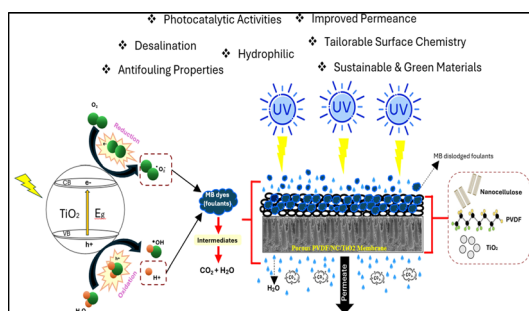 ❖ Photocatalytic Activities ❖ Improved Permeance
❖ Desalination ❖ Hydrophilic ❖ Tailorable Surface Chemistry
❖ Antifouling Properties ❖ Sustainable & Green Materials
O₂
Reduction
•O₂⁻
CB e-
TiO₂ Eg
VB h+
Oxidation
•OH
H+
H₂O
MB dyes
(foulants)
Intermediates
CO₂ + H₂O
UV UV UV
MB dislodged foulants
Porous PVDF-NC/TiO2 Membrane
H₂O
Permeate
Nanocellulose
PVDF
TiO₂